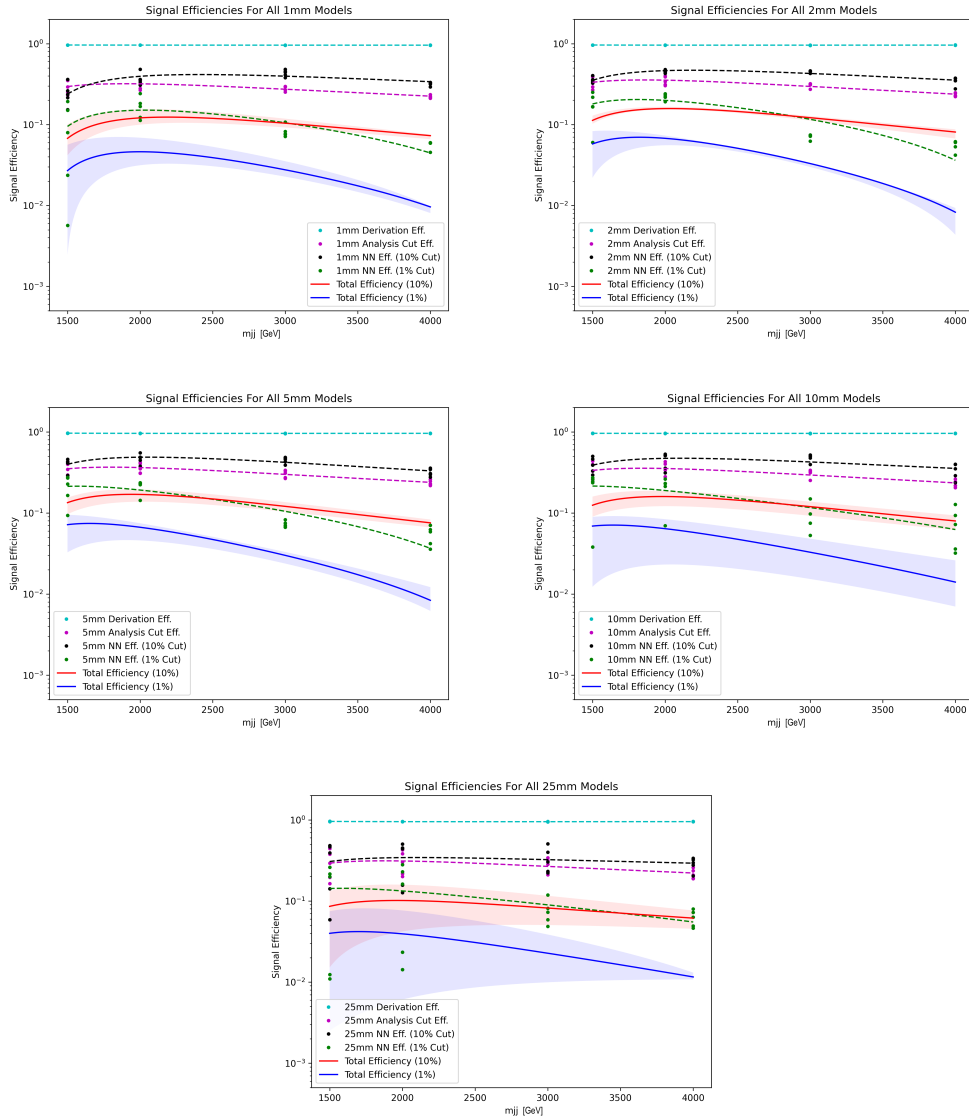 Signal Efficiencies For All 1mm Models
Signal Efficiency
10^0
10^-1
10^-2
10^-3
1mm Derivation Eff.
1mm Analysis Cut Eff.
1mm NN Eff. (10% Cut)
1mm NN Eff. (1% Cut)
Total Efficiency (10%)
Total Efficiency (1%)
1500 2000 2500 3000 3500 4000
mjj [GeV]
Signal Efficiencies For All 2mm Models
Signal Efficiency
10^0
10^-1
10^-2
10^-3
2mm Derivation Eff.
2mm Analysis Cut Eff.
2mm NN Eff. (10% Cut)
2mm NN Eff. (1% Cut)
Total Efficiency (10%)
Total Efficiency (1%)
1500 2000 2500 3000 3500 4000
mjj [GeV]
Signal Efficiencies For All 5mm Models
Signal Efficiency
10^0
10^-1
10^-2
10^-3
5mm Derivation Eff.
5mm Analysis Cut Eff.
5mm NN Eff. (10% Cut)
5mm NN Eff. (1% Cut)
Total Efficiency (10%)
Total Efficiency (1%)
1500 2000 2500 3000 3500 4000
mjj [GeV]
Signal Efficiencies For All 10mm Models
Signal Efficiency
10^0
10^-1
10^-2
10^-3
10mm Derivation Eff.
10mm Analysis Cut Eff.
10mm NN Eff. (10% Cut)
10mm NN Eff. (1% Cut)
Total Efficiency (10%)
Total Efficiency (1%)
1500 2000 2500 3000 3500 4000
mjj [GeV]
Signal Efficiencies For All 25mm Models
Signal Efficiency
10^0
10^-1
10^-2
10^-3
25mm Derivation Eff.
25mm Analysis Cut Eff.
25mm NN Eff. (10% Cut)
25mm NN Eff. (1% Cut)
Total Efficiency (10%)
Total Efficiency (1%)
1500 2000 2500 3000 3500 4000
mjj [GeV]